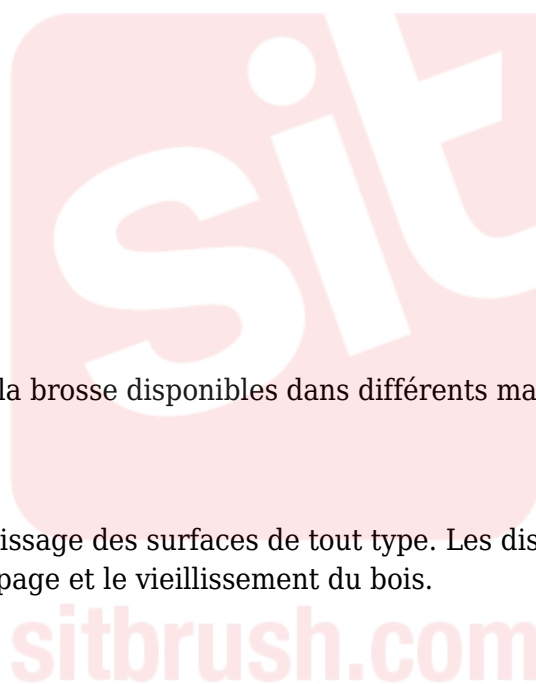 sit
la brosse disponibles dans différents ma
issage des surfaces de tout type. Les dis
page et le vieillissement du bois.
sitbrush.com